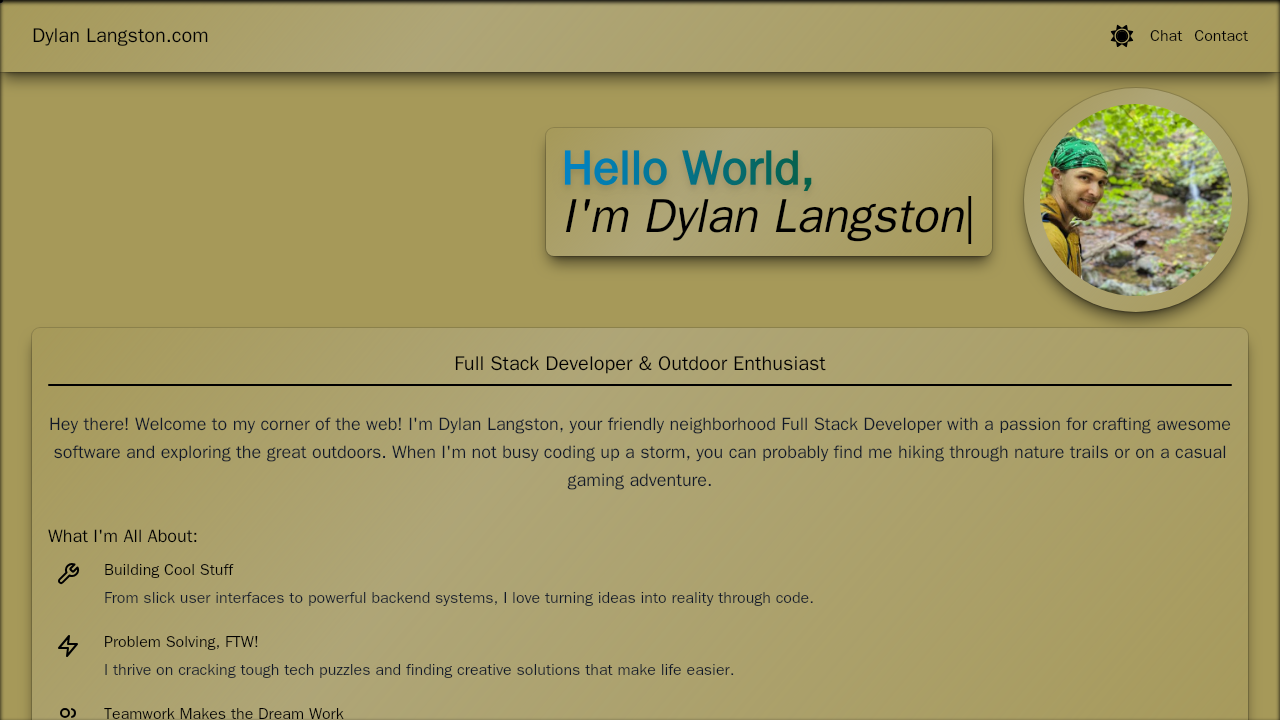 Dylan Langston.com
Chat Contact
Hello World,
I'm Dylan Langston
Full Stack Developer & Outdoor Enthusiast
Hey there! Welcome to my corner of the web! I'm Dylan Langston, your friendly neighborhood Full Stack Developer with a passion for crafting awesome
software and exploring the great outdoors. When I'm not busy coding up a storm, you can probably find me hiking through nature trails or on a casual
gaming adventure.
What I'm All About:
Building Cool Stuff
From slick user interfaces to powerful backend systems, I love turning ideas into reality through code.
Problem Solving, FTW!
I thrive on cracking tough tech puzzles and finding creative solutions that make life easier.
Teamwork Makes the Dream Work